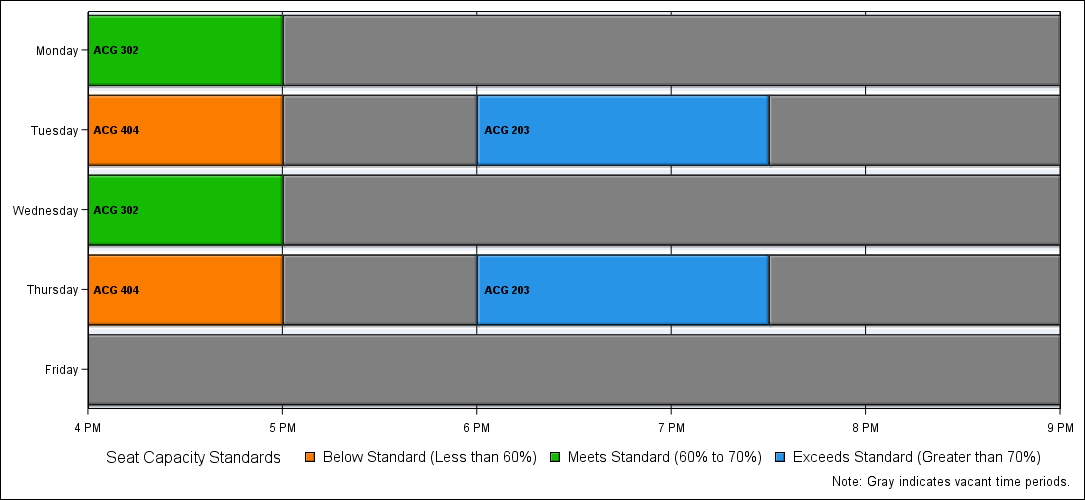 Monday
ACG 302
Tuesday
ACG 404
ACG 203
Wednesday
ACG 302
Thursday
ACG 404
ACG 203
Friday
4 PM 5 PM 6 PM 7 PM 8 PM 9 PM
Seat Capacity Standards Below Standard (Less than 60%) Meets Standard (60% to 70%) Exceeds Standard (Greater than 70%)
Note: Gray indicates vacant time periods.